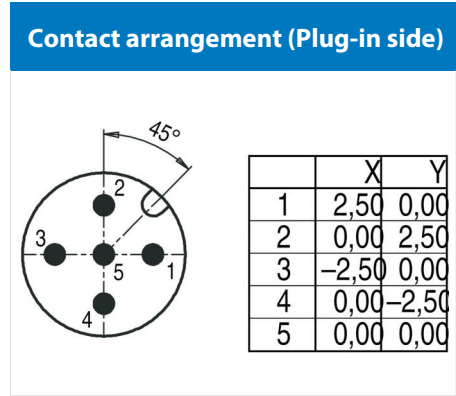 Contact arrangement (Plug-in side)
45°
2
3
5
1
4
X Y
1 2,50 0,00
2 0,00 2,50
3 –2,50 0,00
4 0,00 –2,50
5 0,00 0,00